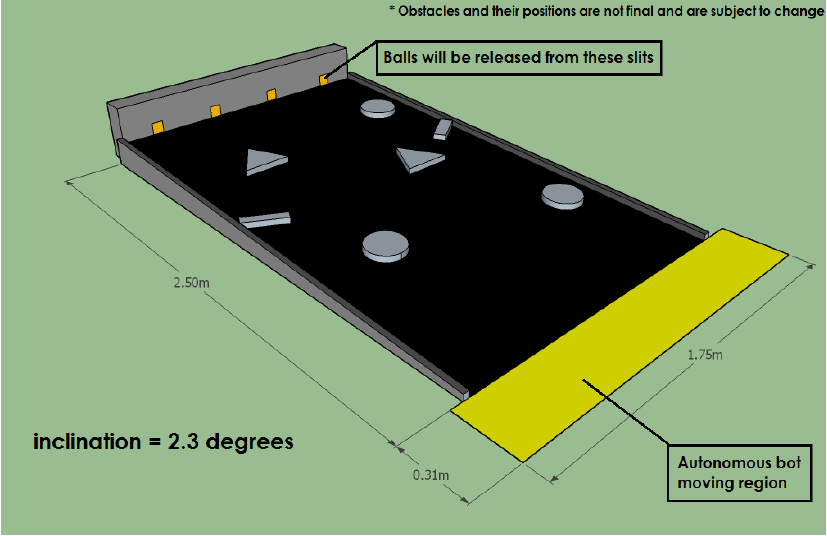 * Obstacles and their positions are not final and are subject to change
Balls will be released from these slits
2.50m
1.75m
inclination = 2.3 degrees
0.31m
Autonomous bot
moving region